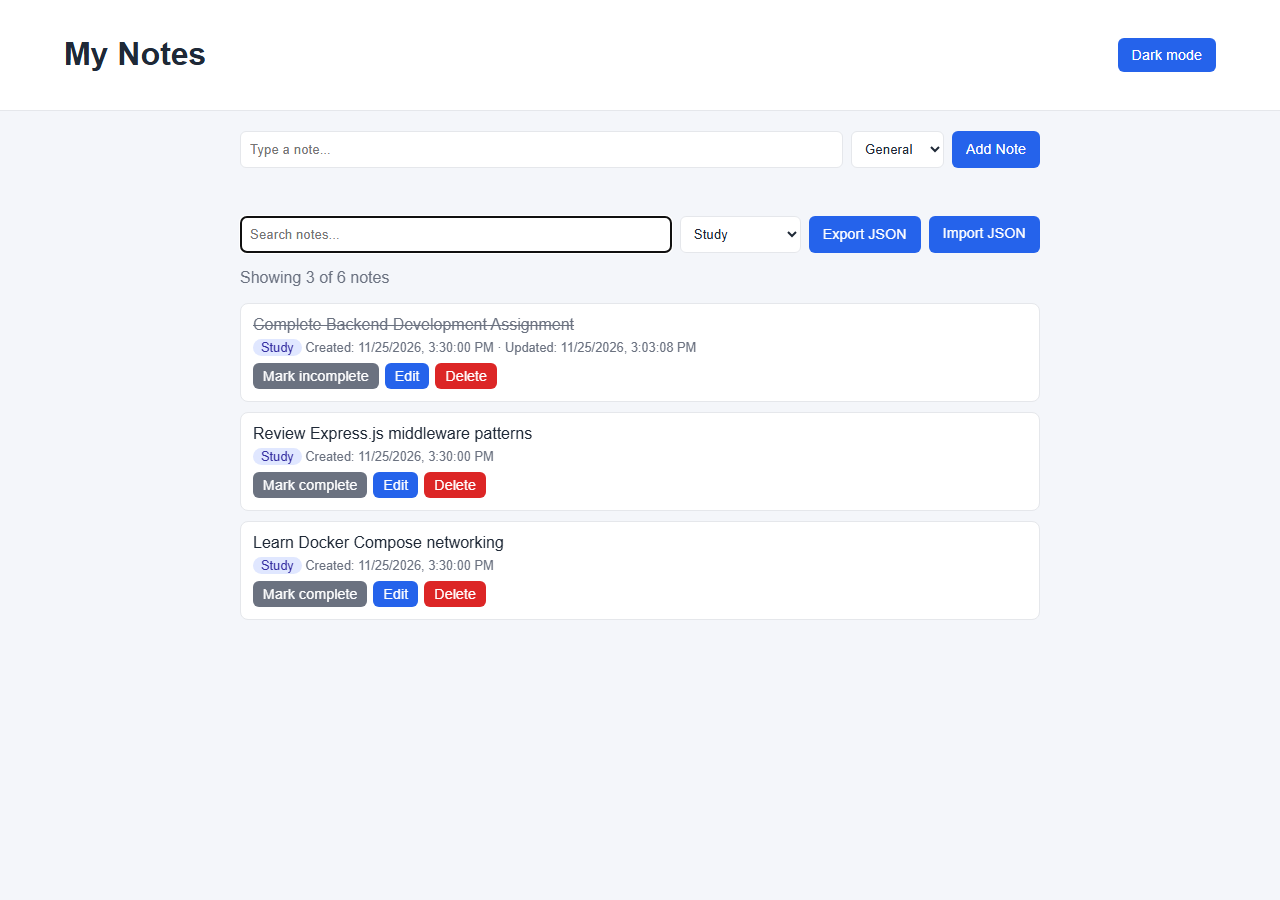 My Notes
Dark mode
Type a note...
General
Add Note
Search notes...
Study
Export JSON
Import JSON
Showing 3 of 6 notes
Complete Backend Development Assignment
Study Created: 11/25/2026, 3:30:00 PM · Updated: 11/25/2026, 3:03:08 PM
Mark incomplete Edit Delete
Review Express.js middleware patterns
Study Created: 11/25/2026, 3:30:00 PM
Mark complete Edit Delete
Learn Docker Compose networking
Study Created: 11/25/2026, 3:30:00 PM
Mark complete Edit Delete